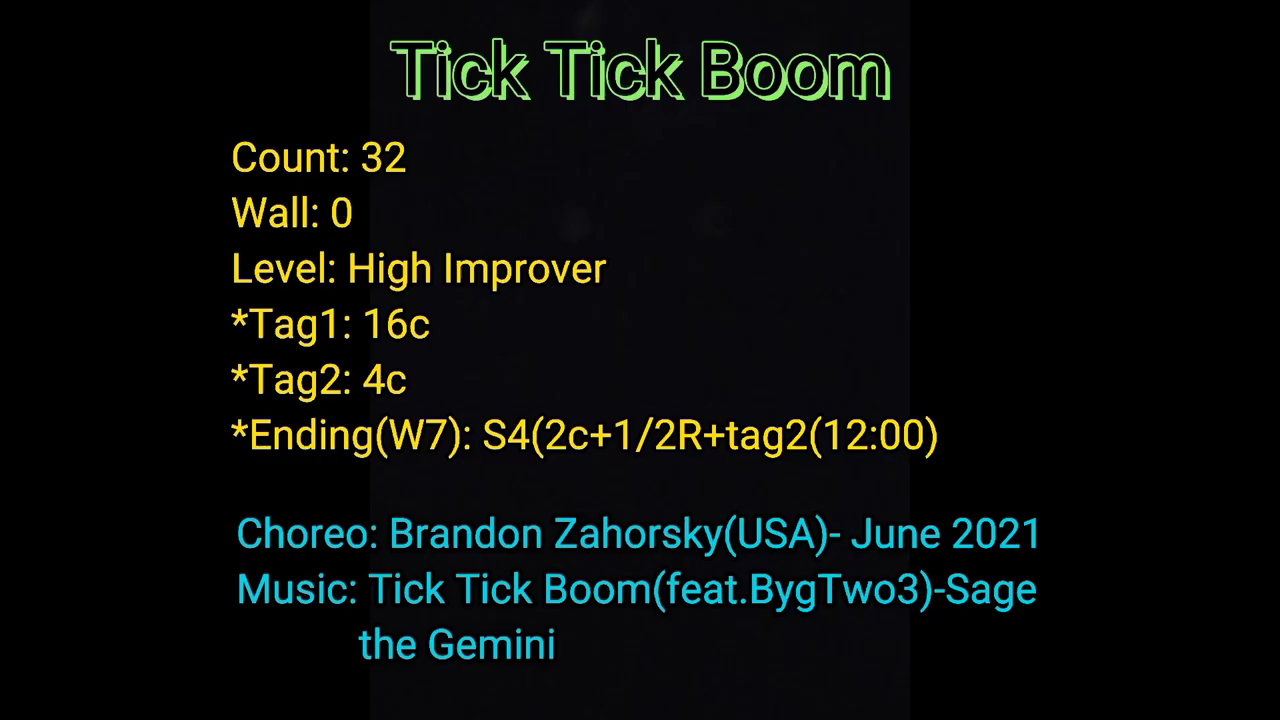 Tick Tick Boom
Count: 32
Wall: 0
Level: High Improver
*Tag1: 16c
*Tag2: 4c
*Ending(W7): S4(2c+1/2R+tag2(12:00)
Choreo: Brandon Zahorsky(USA)- June 2021
Music: Tick Tick Boom(feat.BygTwo3)-Sage
the Gemini